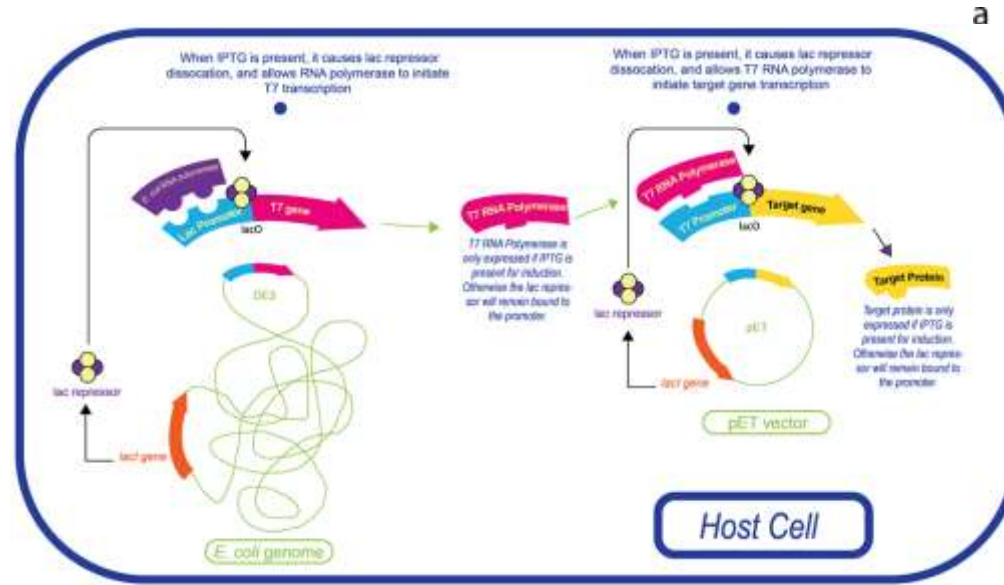 a
When IPTG is present, it causes lac repressor
dissocation, and allows RNA polymerase to initiate
T7 transcription
When IPTG is present, it causes lac repressor
dissocation, and allows T7 RNA polymerase to
initiate target gene transcription
E. coli RNA polymerase
Lac Promoter
lacO
T7 gene
T7 RNA Polymerase
T7 RNA Polymerase is
only expressed if IPTG is
present for induction.
Otherwise the lac repres-
sor will remain bound to
the promoter.
T7 RNA Polymerase
T7 Promoter
lacO
Target gene
Target Protein
Target protein is only
expressed if IPTG is
present for induction.
Otherwise the lac repres-
sor will remain bound to
the promoter.
DE3
lac repressor
lacI gene
E. coli genome
lac repressor
pET
lacI gene
pET vector
Host Cell